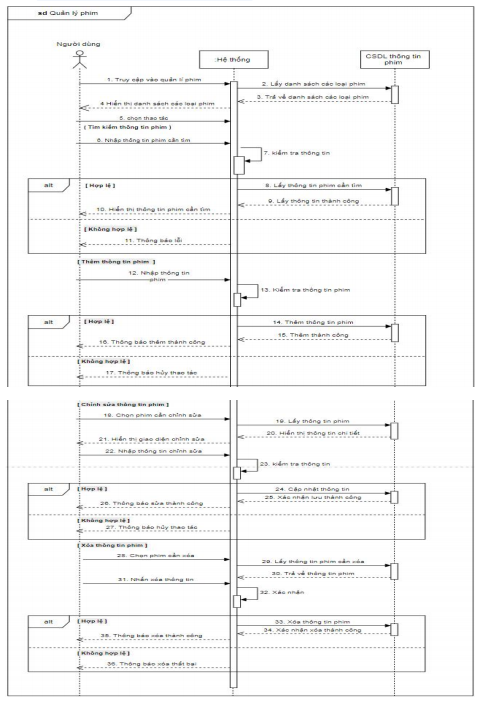 sd Quản lý phim
Người dùng
:Hệ thống
CSDL thông tin
phim
1. Truy cập vào quản lí phim
2. Lấy danh sách các loại phim
3. Trả về danh sách các loại phim
4 Hiển thị danh sách các loại phim
5. chọn thao tác
( Tìm kiếm thông tin phim )
6. Nhập thông tin phim cần tìm
7. kiểm tra thông tin
alt
[ Hợp lệ ]
8. Lấy thông tin phim cần tìm
9. Lấy thông tin thành công
10. Hiển thị thông tin phim cần tìm
[ Không hợp lệ ]
11. Thông báo lỗi
[ Thêm thông tin phim ]
12. Nhập thông tin
phim
13. Kiểm tra thông tin phim
alt
[ Hợp lệ ]
14. Thêm thông tin phim
15. Thêm thành công
16. Thông báo thêm thành công
[ Không hợp lệ ]
17. Thông báo hủy thao tác
[ Chỉnh sửa thông tin phim ]
18. Chọn phim cần chỉnh sửa
19. Lấy thông tin phim
20. Hiển thị thông tin chi tiết
21. Hiển thị giao diện chỉnh sửa
22. Nhập thông tin chỉnh sửa
23. kiểm tra thông tin
alt
[ Hợp lệ ]
24. Cập nhật thông tin
25. Xác nhận lưu thành công
26. Thông báo sửa thành công
[ Không hợp lệ ]
27. Thông báo hủy thao tác
[ Xóa thông tin phim ]
28. Chọn phim cần xóa
29. Lấy thông tin phim cần xóa
30. Trả về thông tin phim
31. Nhấn xóa thông tin
32. Xác nhận
alt
[ Hợp lệ ]
33. Xóa thông tin phim
34. Xác nhận xóa thành công
35. Thông báo xóa thành công
[ Không hợp lệ ]
36. Thông báo xóa thất bại